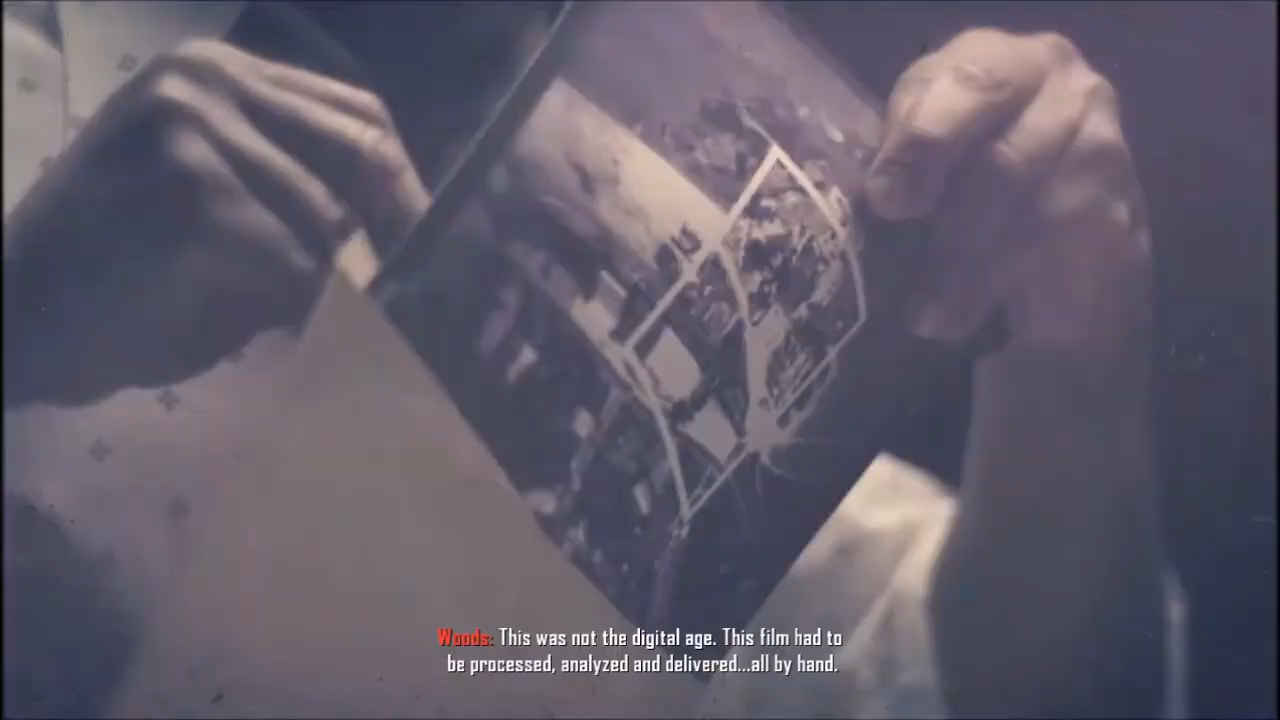 Woods: This was not the digital age. This film had to
be processed, analyzed and delivered...all by hand.